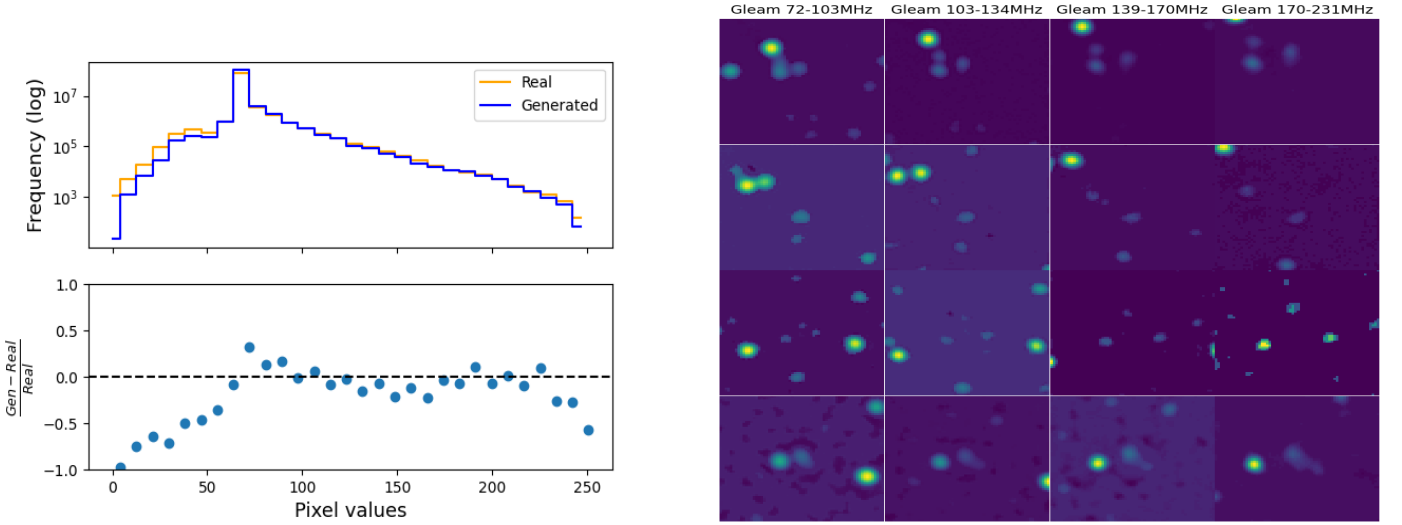 Real
Generated
Frequency (log)
10^7
10^5
10^3
Gen − Real
Real
1.0
0.5
0.0
−0.5
−1.0
0 50 100 150 200 250
Pixel values
Gleam 72-103MHz Gleam 103-134MHz Gleam 139-170MHz Gleam 170-231MHz